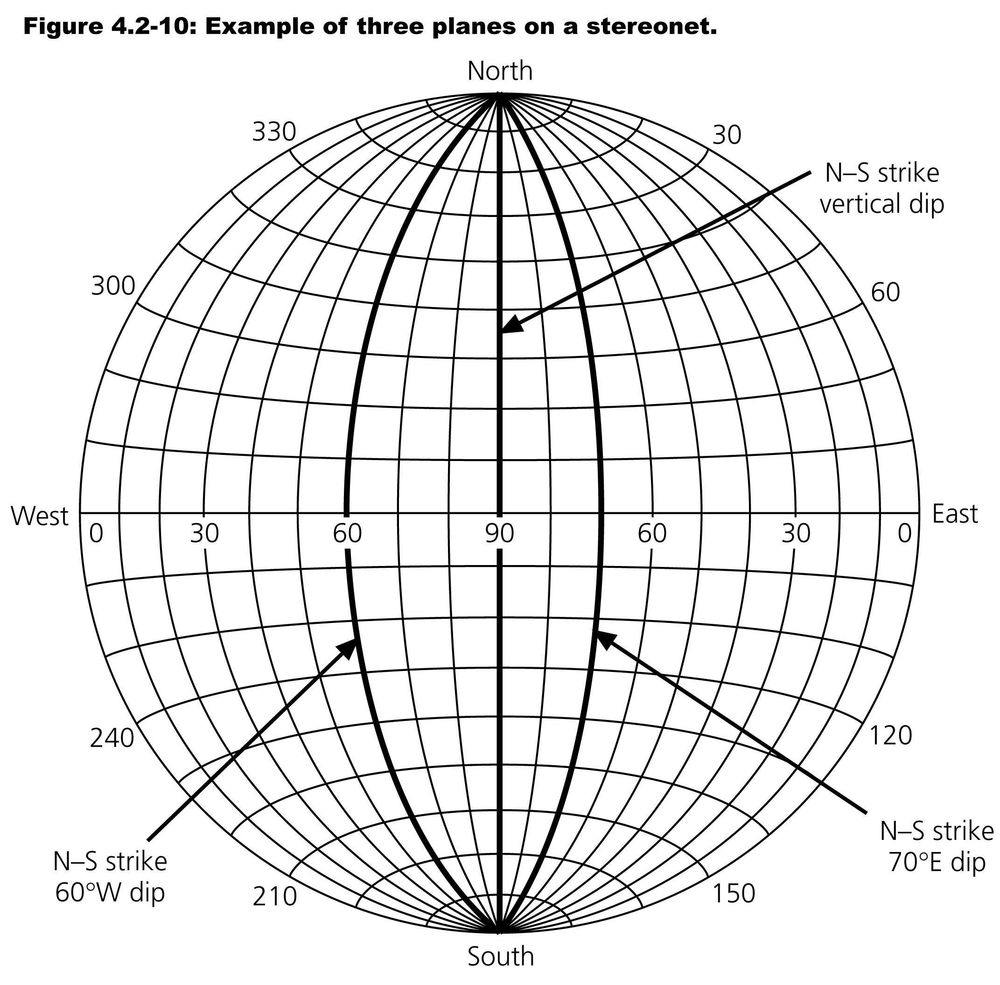 Figure 4.2-10: Example of three planes on a stereonet.
North
330
30
N–S strike
vertical dip
300
60
West
East
0
30
60
90
60
30
0
240
120
N–S strike
70°E dip
N–S strike
60°W dip
210
150
South